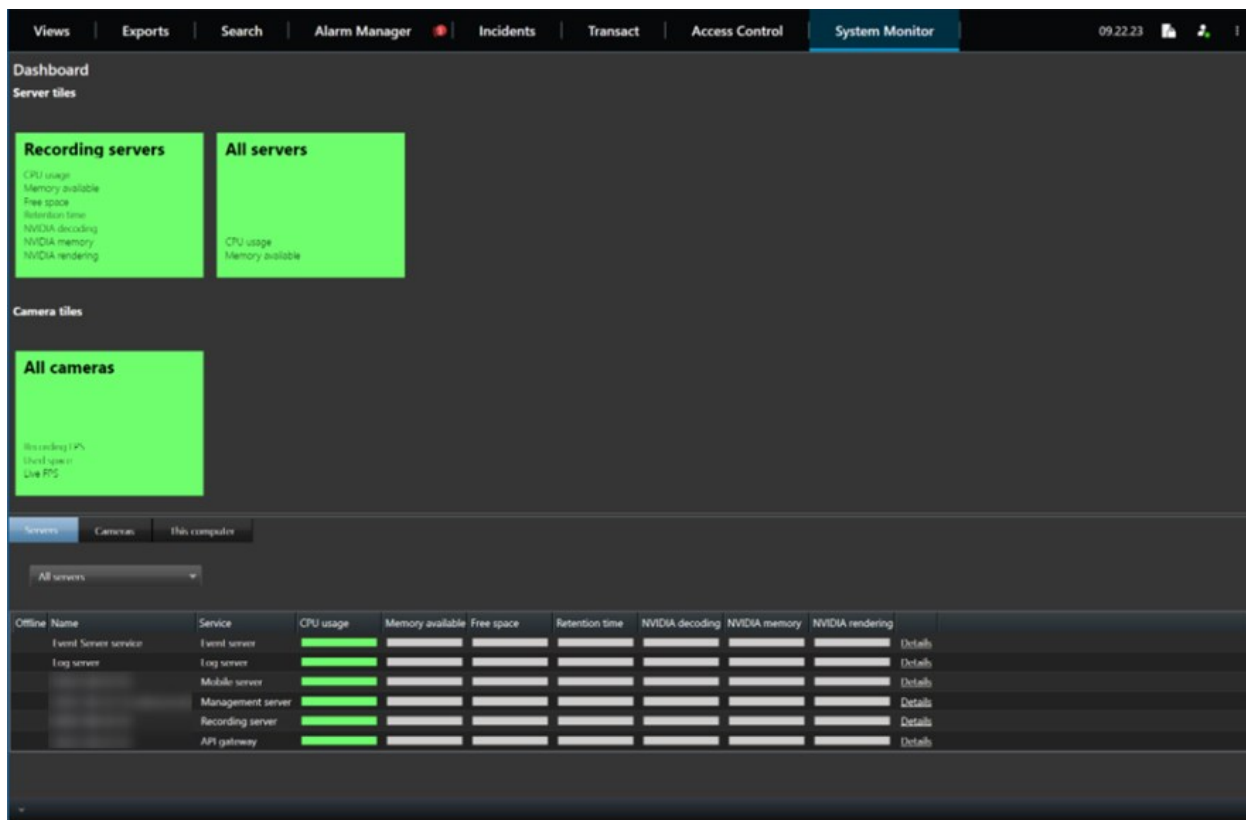 Views Exports Search Alarm Manager Incidents Transact Access Control System Monitor 09.22.23
Dashboard
Server tiles
Recording servers
CPU usage
Memory available
Free space
Retention time
NVIDIA decoding
NVIDIA memory
NVIDIA rendering
All servers
CPU usage
Memory available
Camera tiles
All cameras
Recording FPS
Used space
Live FPS
Servers Cameras This computer
All servers
Offline Name Service CPU usage Memory available Free space Retention time NVIDIA decoding NVIDIA memory NVIDIA rendering
Event Server service Event server Details
Log server Log server Details
Mobile server Details
Management server Details
Recording server Details
API gateway Details